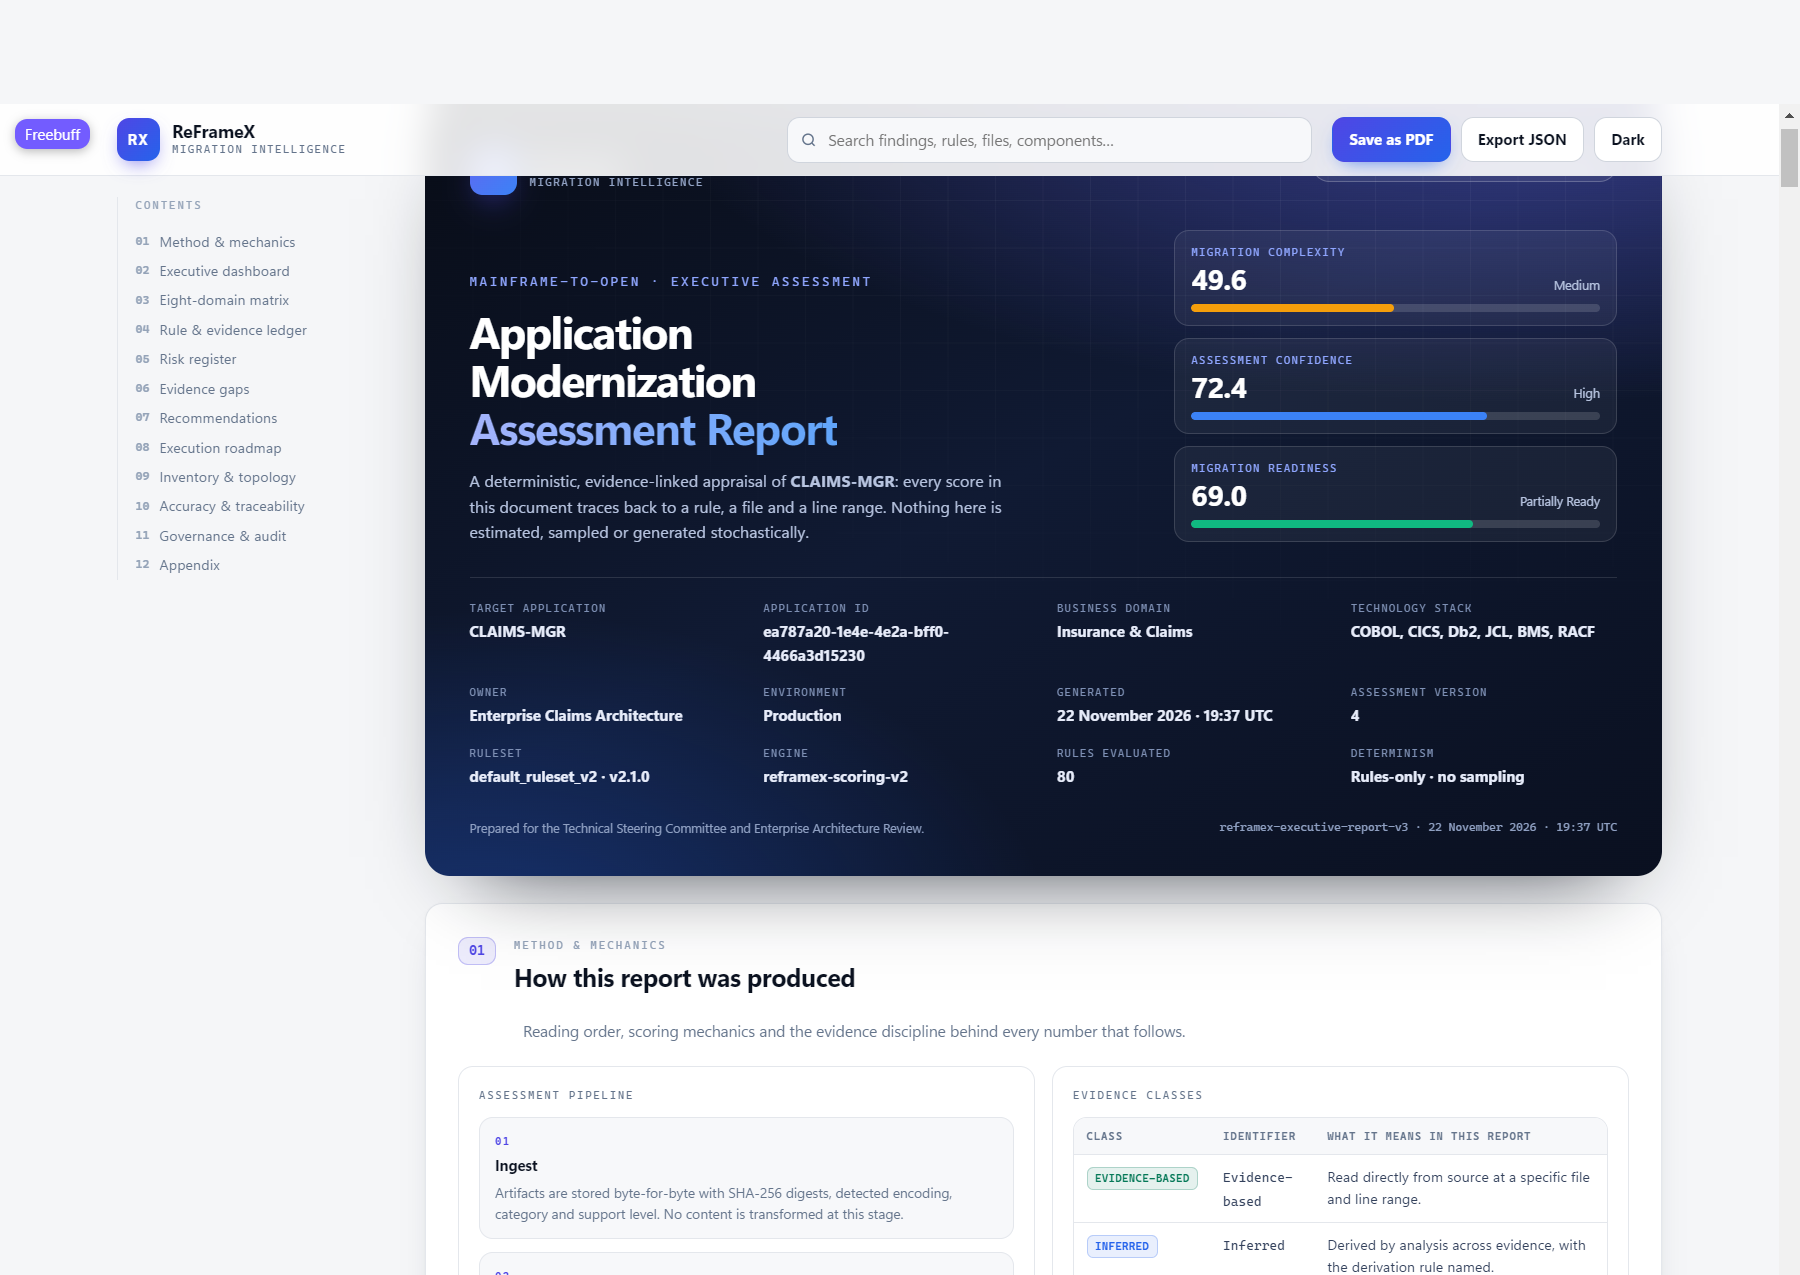 Freebuff
RX
ReFrameX
MIGRATION INTELLIGENCE
Search findings, rules, files, components...
Save as PDF
Export JSON
Dark
CONTENTS
01 Method & mechanics
02 Executive dashboard
03 Eight-domain matrix
04 Rule & evidence ledger
05 Risk register
06 Evidence gaps
07 Recommendations
08 Execution roadmap
09 Inventory & topology
10 Accuracy & traceability
11 Governance & audit
12 Appendix
MIGRATION INTELLIGENCE
MAINFRAME-TO-OPEN · EXECUTIVE ASSESSMENT
Application
Modernization
Assessment Report
A deterministic, evidence-linked appraisal of CLAIMS-MGR: every score in
this document traces back to a rule, a file and a line range. Nothing here is
estimated, sampled or generated stochastically.
MIGRATION COMPLEXITY
49.6 Medium
ASSESSMENT CONFIDENCE
72.4 High
MIGRATION READINESS
69.0 Partially Ready
TARGET APPLICATION
CLAIMS-MGR
APPLICATION ID
ea787a20-1e4e-4e2a-bff0-
4466a3d15230
BUSINESS DOMAIN
Insurance & Claims
TECHNOLOGY STACK
COBOL, CICS, Db2, JCL, BMS, RACF
OWNER
Enterprise Claims Architecture
ENVIRONMENT
Production
GENERATED
22 November 2026 · 19:37 UTC
ASSESSMENT VERSION
4
RULESET
default_ruleset_v2 · v2.1.0
ENGINE
reframex-scoring-v2
RULES EVALUATED
80
DETERMINISM
Rules-only · no sampling
Prepared for the Technical Steering Committee and Enterprise Architecture Review.
reframex-executive-report-v3 · 22 November 2026 · 19:37 UTC
01
METHOD & MECHANICS
How this report was produced
Reading order, scoring mechanics and the evidence discipline behind every number that follows.
ASSESSMENT PIPELINE
01
Ingest
Artifacts are stored byte-for-byte with SHA-256 digests, detected encoding,
category and support level. No content is transformed at this stage.
EVIDENCE CLASSES
CLASS IDENTIFIER WHAT IT MEANS IN THIS REPORT
EVIDENCE-BASED
Evidence-
based
Read directly from source at a specific file
and line range.
INFERRED
Inferred
Derived by analysis across evidence, with
the derivation rule named.